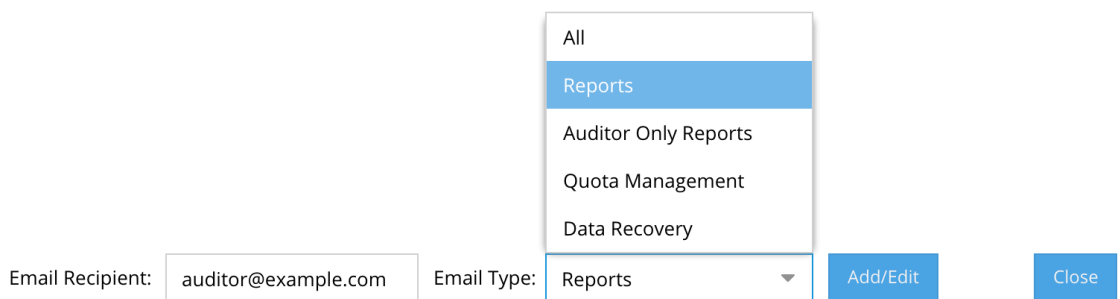 All
Reports
Auditor Only Reports
Quota Management
Data Recovery
Email Recipient: auditor@example.com Email Type: Reports Add/Edit Close